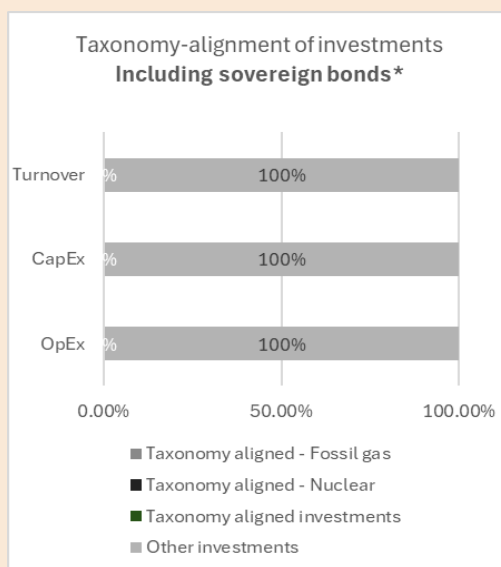 Taxonomy-alignment of investments
Including sovereign bonds*
Turnover % 100%
CapEx % 100%
OpEx % 100%
0.00% 50.00% 100.00%
Taxonomy aligned - Fossil gas
Taxonomy aligned - Nuclear
Taxonomy aligned investments
Other investments